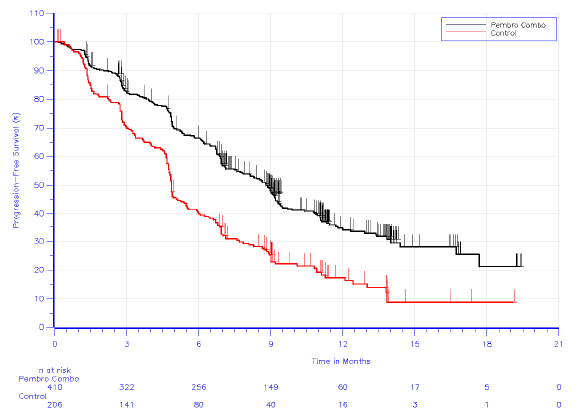 110
100
90
80
70
60
50
40
30
20
10
0
Progression-Free Survival (%)
Pembro Combo
Control
0 3 6 9 12 15 18 21
Time in Months
n at risk
Pembro Combo
410 322 256 149 60 17 5 0
Control
206 141 80 40 16 3 1 0